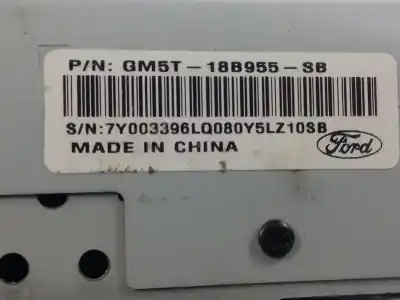 P/N: GM5T-18B955-SB
S/N:7Y003396LQ080Y5LZ10SB
MADE IN CHINA
Ford